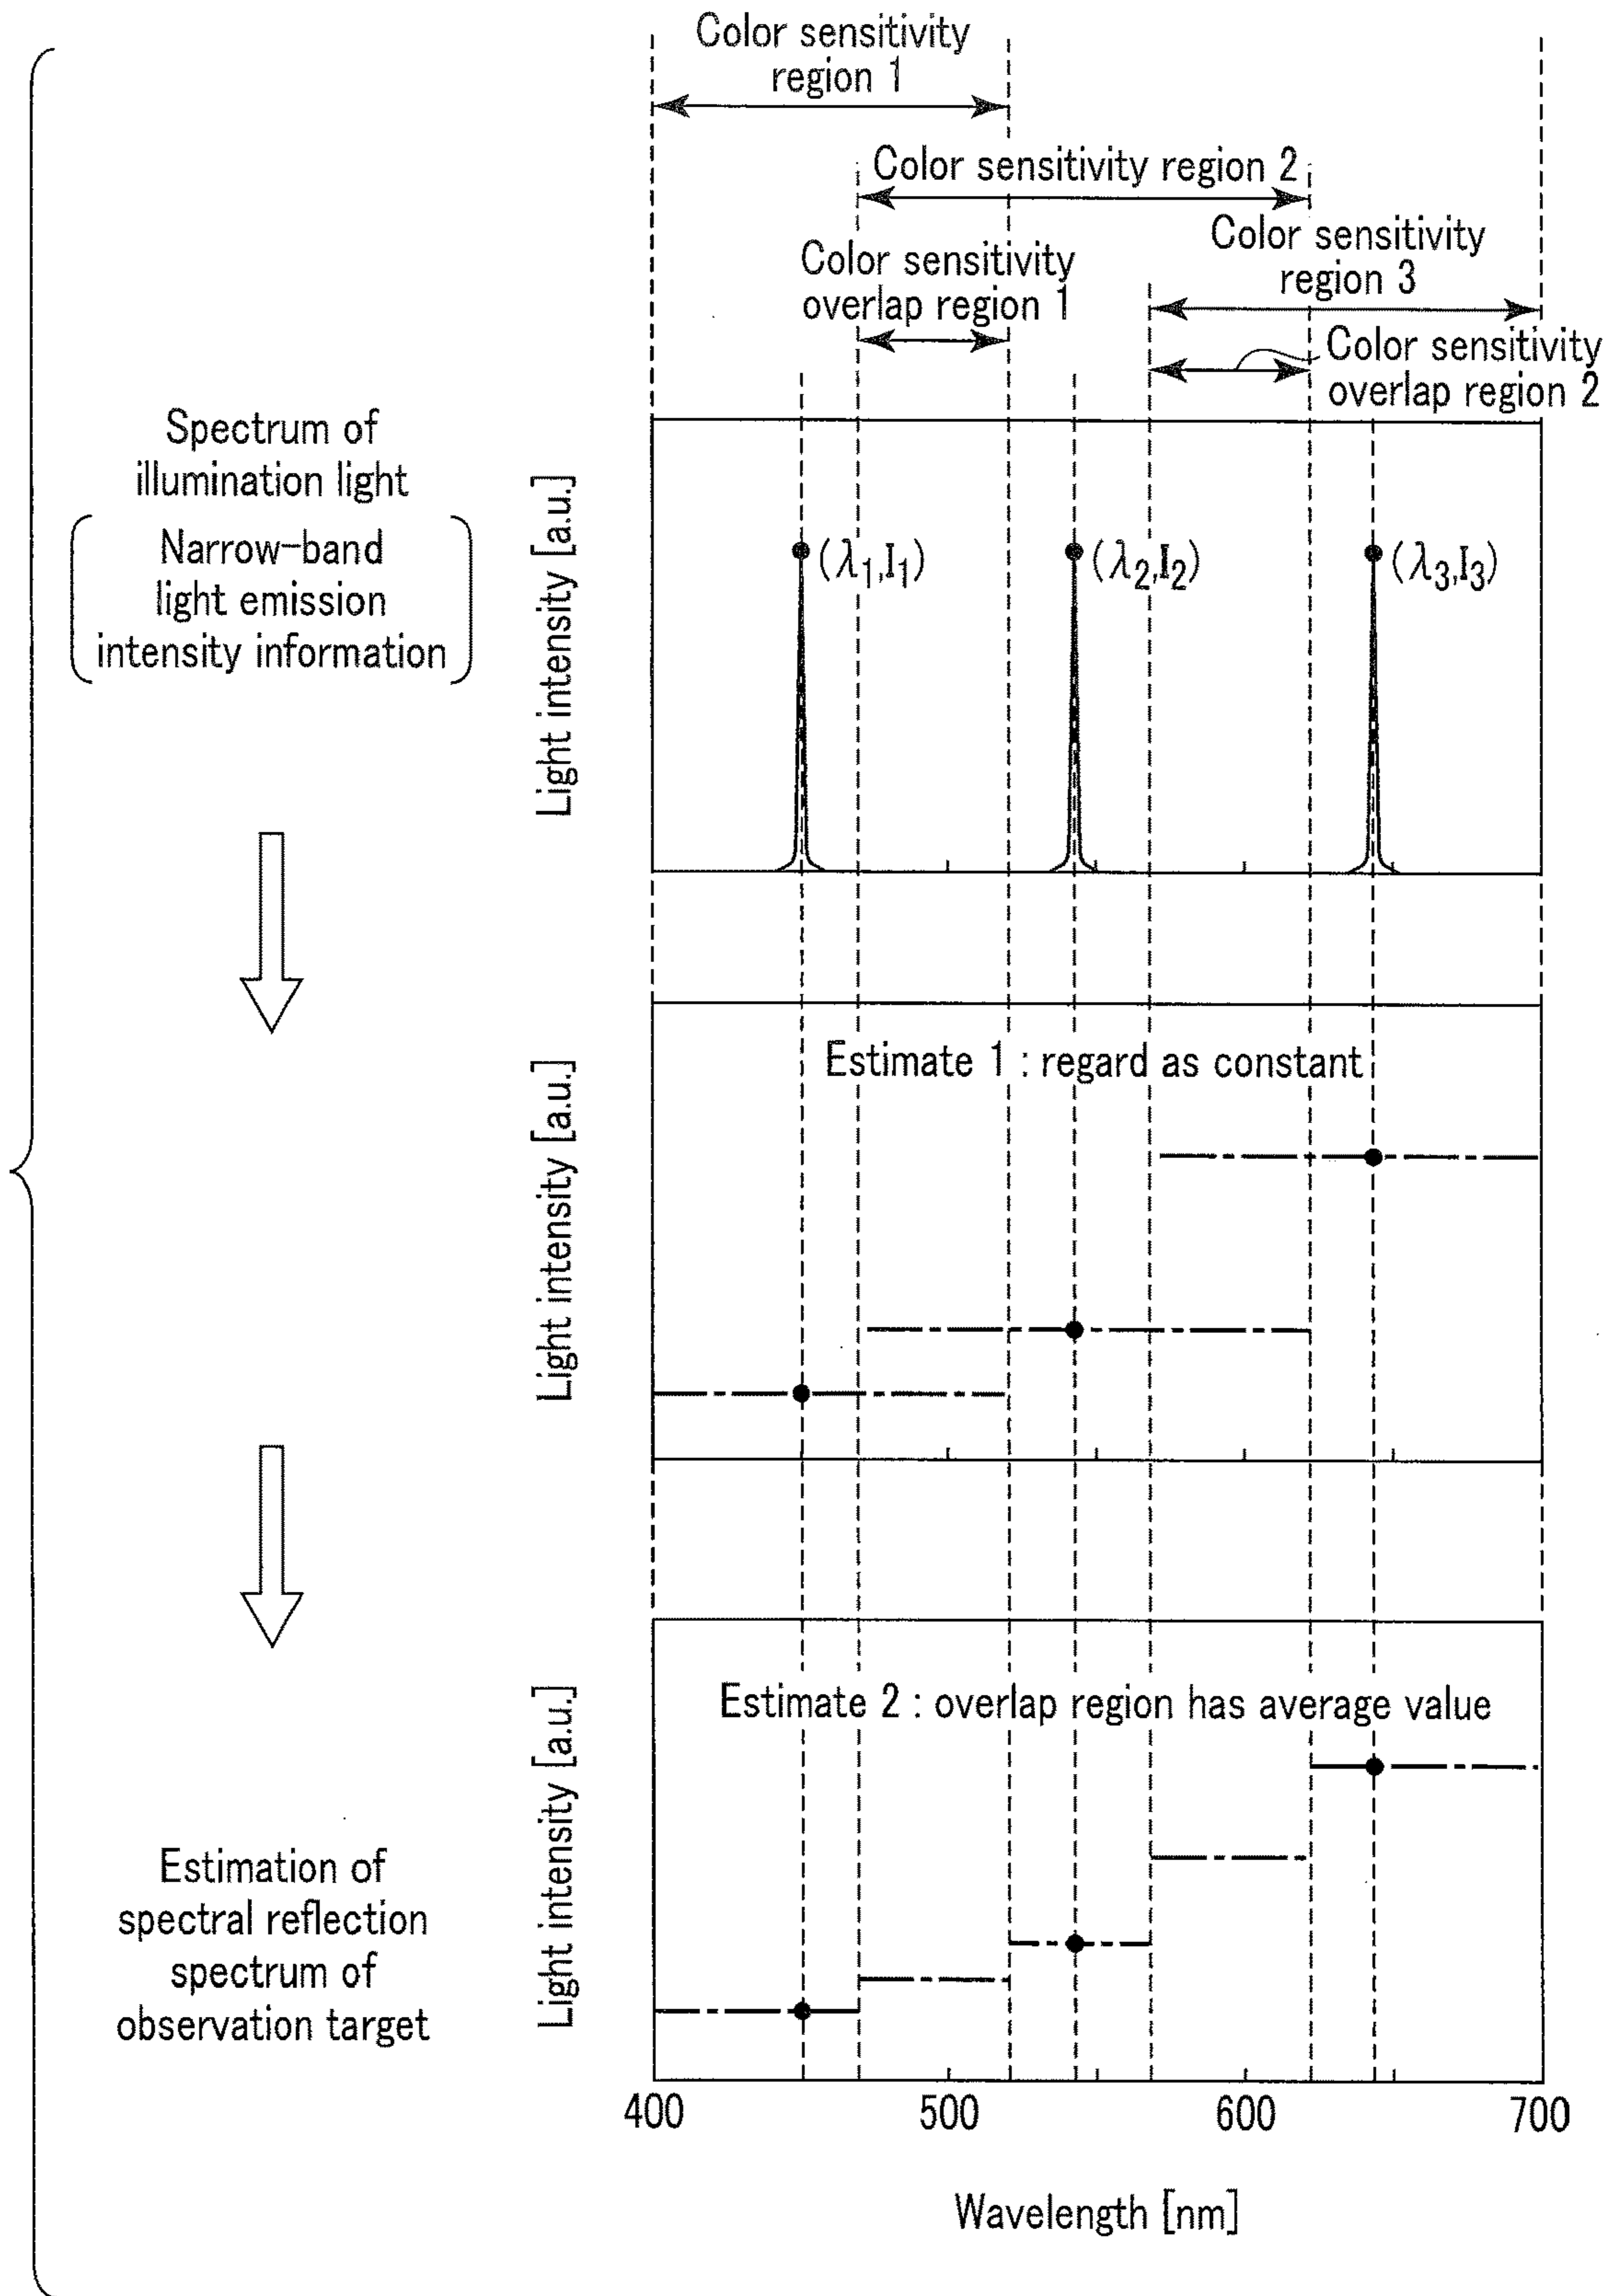 Color sensitivity
region 1
Color sensitivity region 2
Color sensitivity
region 3
Color sensitivity
overlap region 1
Color sensitivity
overlap region 2
Spectrum of
illumination light
Narrow-band
light emission
intensity information
Light intensity [a.u.]
(λ1,I1)
(λ2,I2)
(λ3,I3)
Light intensity [a.u.]
Estimate 1 : regard as constant
Light intensity [a.u.]
Estimate 2 : overlap region has average value
Estimation of
spectral reflection
spectrum of
observation target
400 500 600 700
Wavelength [nm]